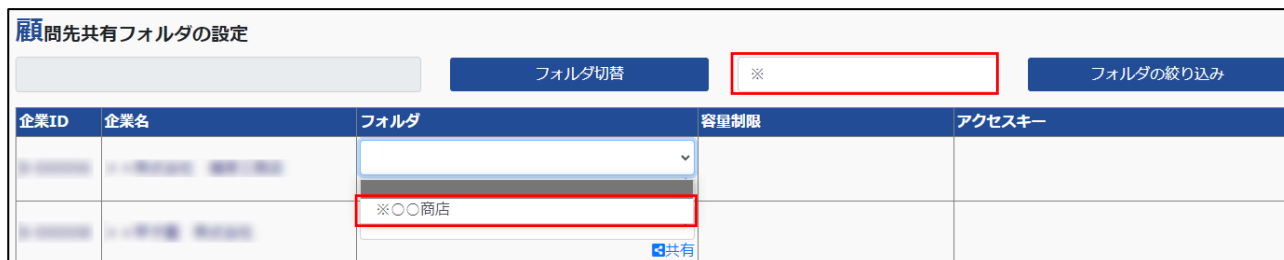 顧問先共有フォルダの設定
フォルダ切替 ※ フォルダの絞り込み
企業ID 企業名 フォルダ 容量制限 アクセスキー
※○○商店
共有